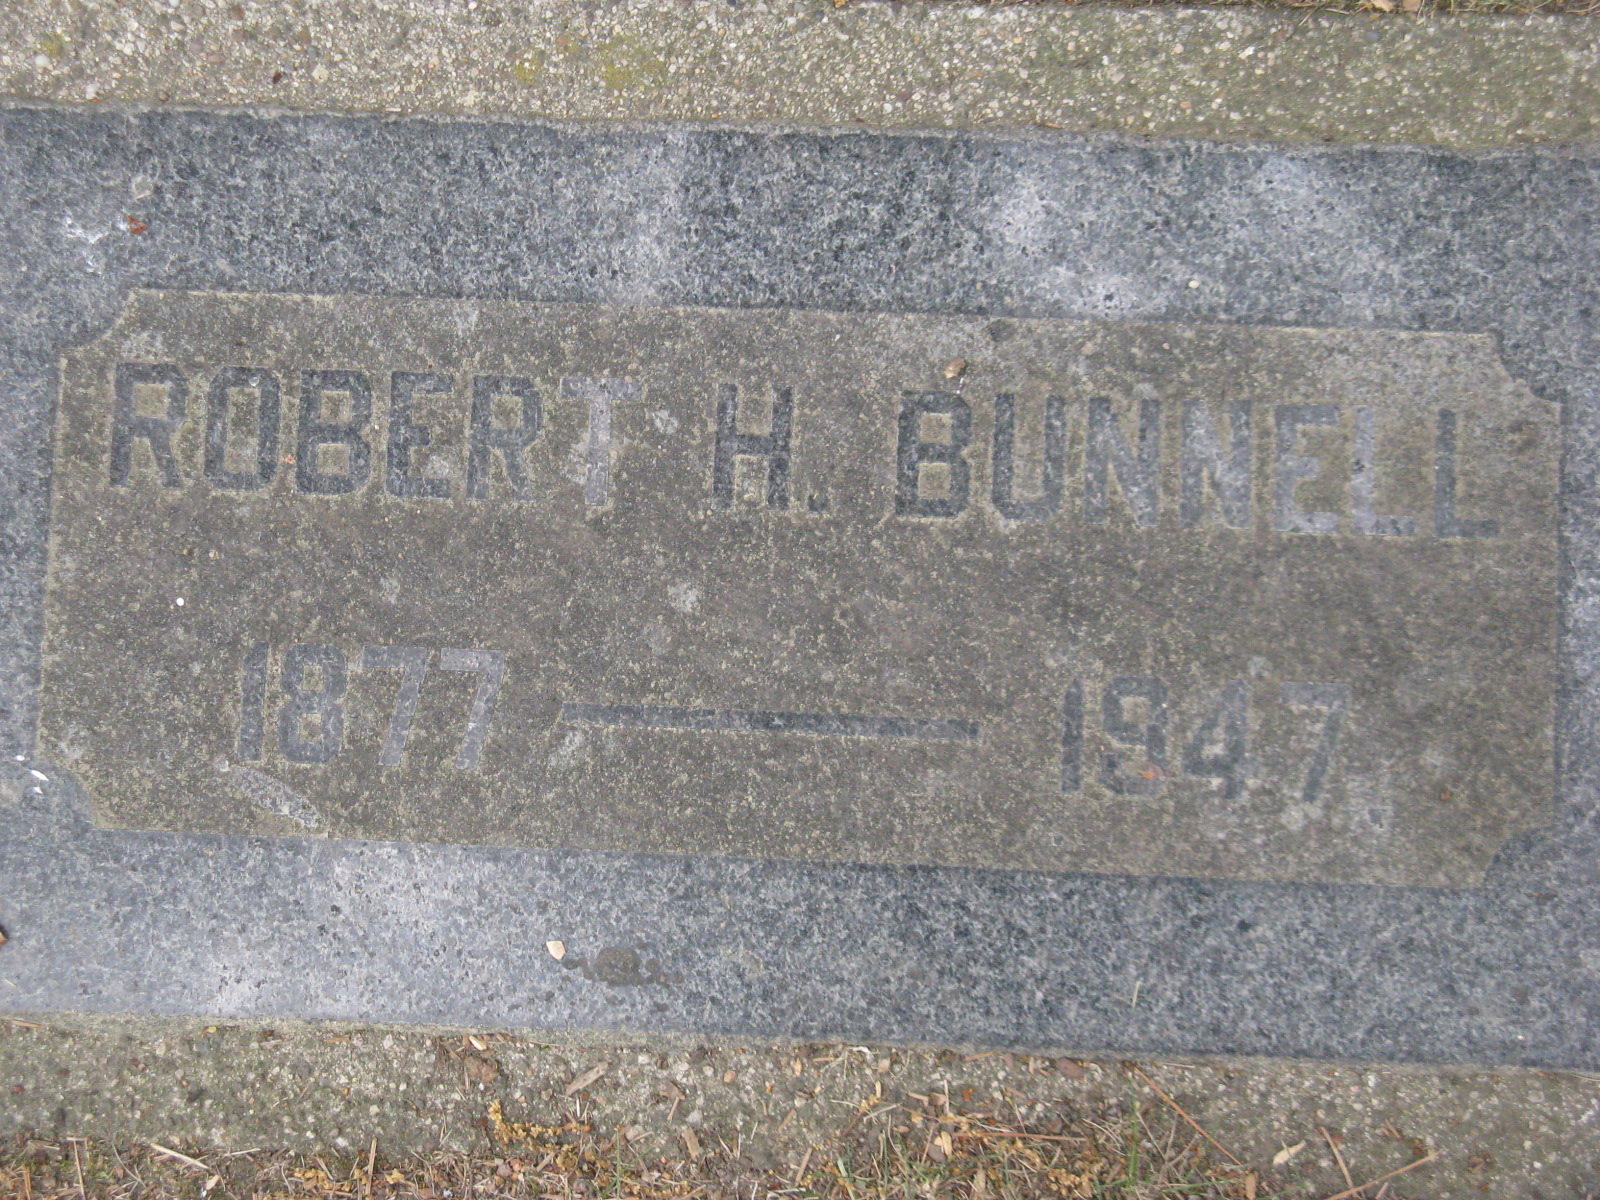 ROBERT H. BUNNELL
1877 — 1947